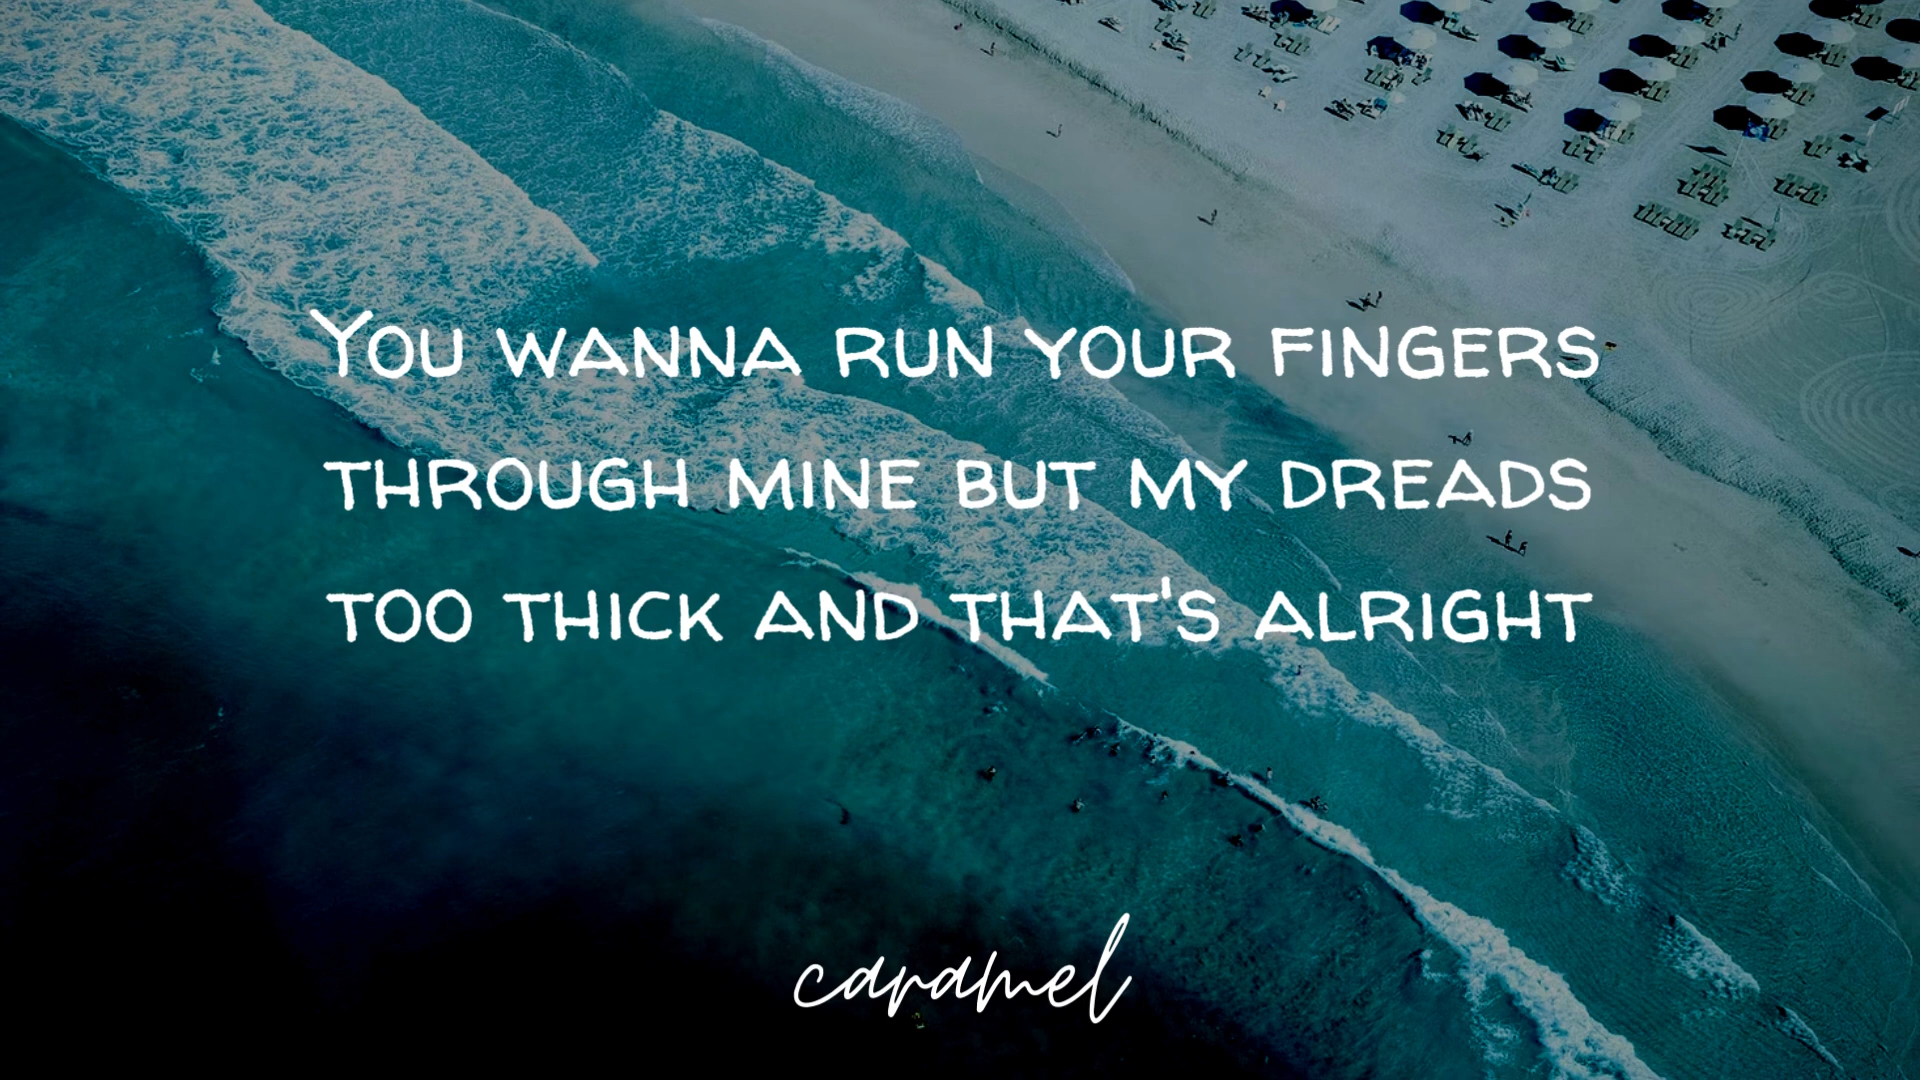 You wanna run your fingers
through mine but my dreads
too thick and that's alright
caramel